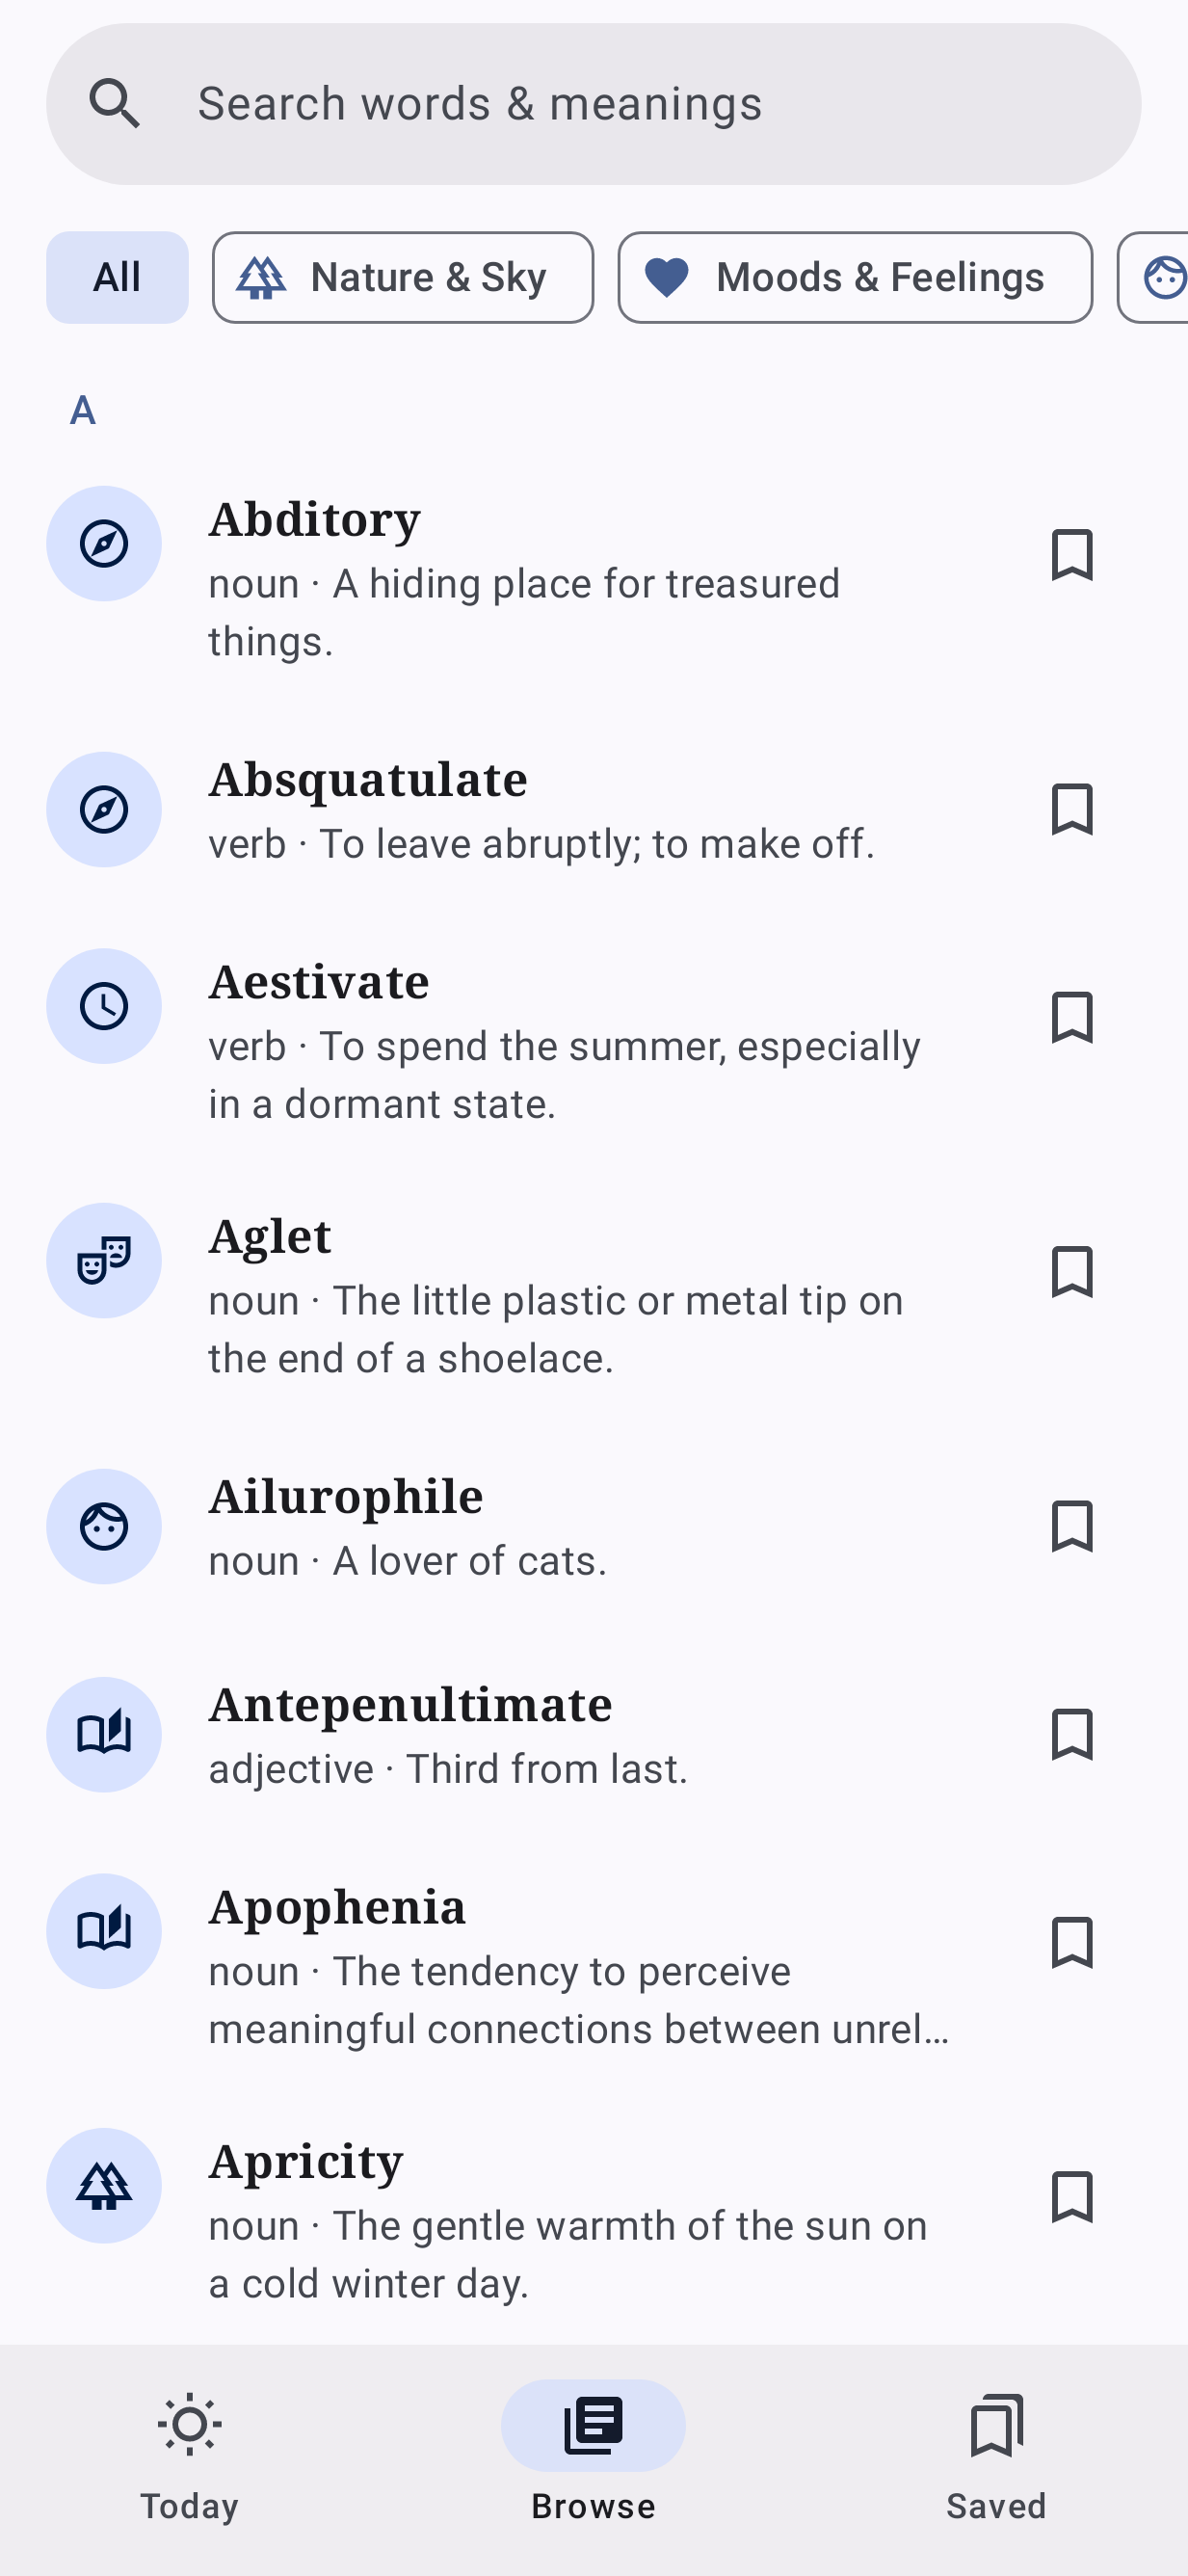 Search words & meanings
All
Nature & Sky
Moods & Feelings
A
Abditory
noun · A hiding place for treasured
things.
Absquatulate
verb · To leave abruptly; to make off.
Aestivate
verb · To spend the summer, especially
in a dormant state.
Aglet
noun · The little plastic or metal tip on
the end of a shoelace.
Ailurophile
noun · A lover of cats.
Antepenultimate
adjective · Third from last.
Apophenia
noun · The tendency to perceive
meaningful connections between unrel…
Apricity
noun · The gentle warmth of the sun on
a cold winter day.
Today
Browse
Saved